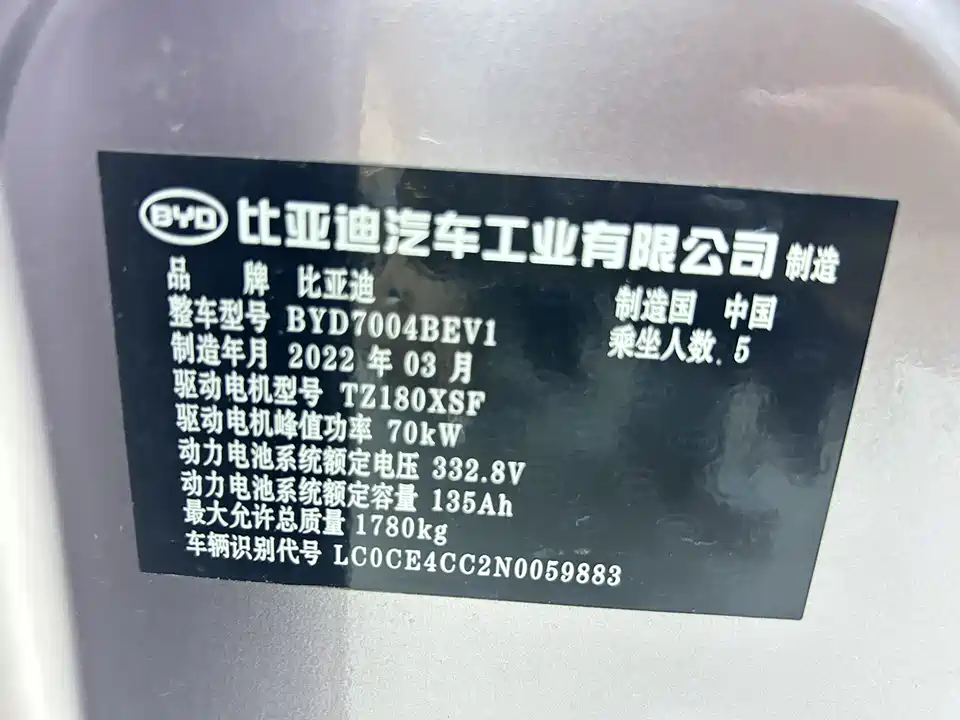 BYD 比亚迪汽车工业有限公司 制造
品 牌 比亚迪 制造国 中国
整车型号 BYD7004BEV1 乘坐人数 5
制造年月 2022 年 03 月
驱动电机型号 TZ180XSF
驱动电机峰值功率 70kW
动力电池系统额定电压 332.8V
动力电池系统额定容量 135Ah
最大允许总质量 1780kg
车辆识别代号 LC0CE4CC2N0059883